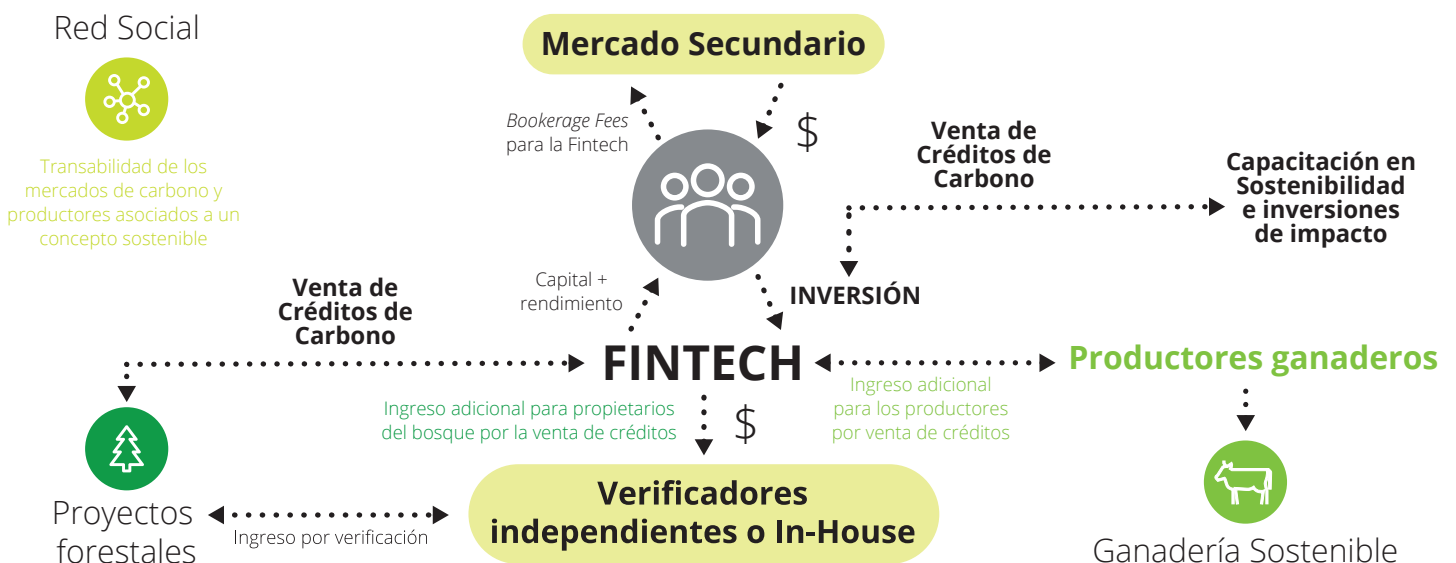 Red Social
Transabilidad de los
mercados de carbono y
productores asociados a un
concepto sostenible
Mercado Secundario
Bookerage Fees
para la Fintech
$
Venta de
Créditos de
Carbono
Capacitación en
Sostenibilidad
e inversiones
de impacto
Capital +
rendimiento
INVERSIÓN
Venta de
Créditos de
Carbono
FINTECH
Productores ganaderos
Ingreso adicional para propietarios
del bosque por la venta de créditos
$
Ingreso adicional
para los productores
por venta de créditos
Proyectos
forestales
Ingreso por verificación
Verificadores
independientes o In-House
Ganadería Sostenible